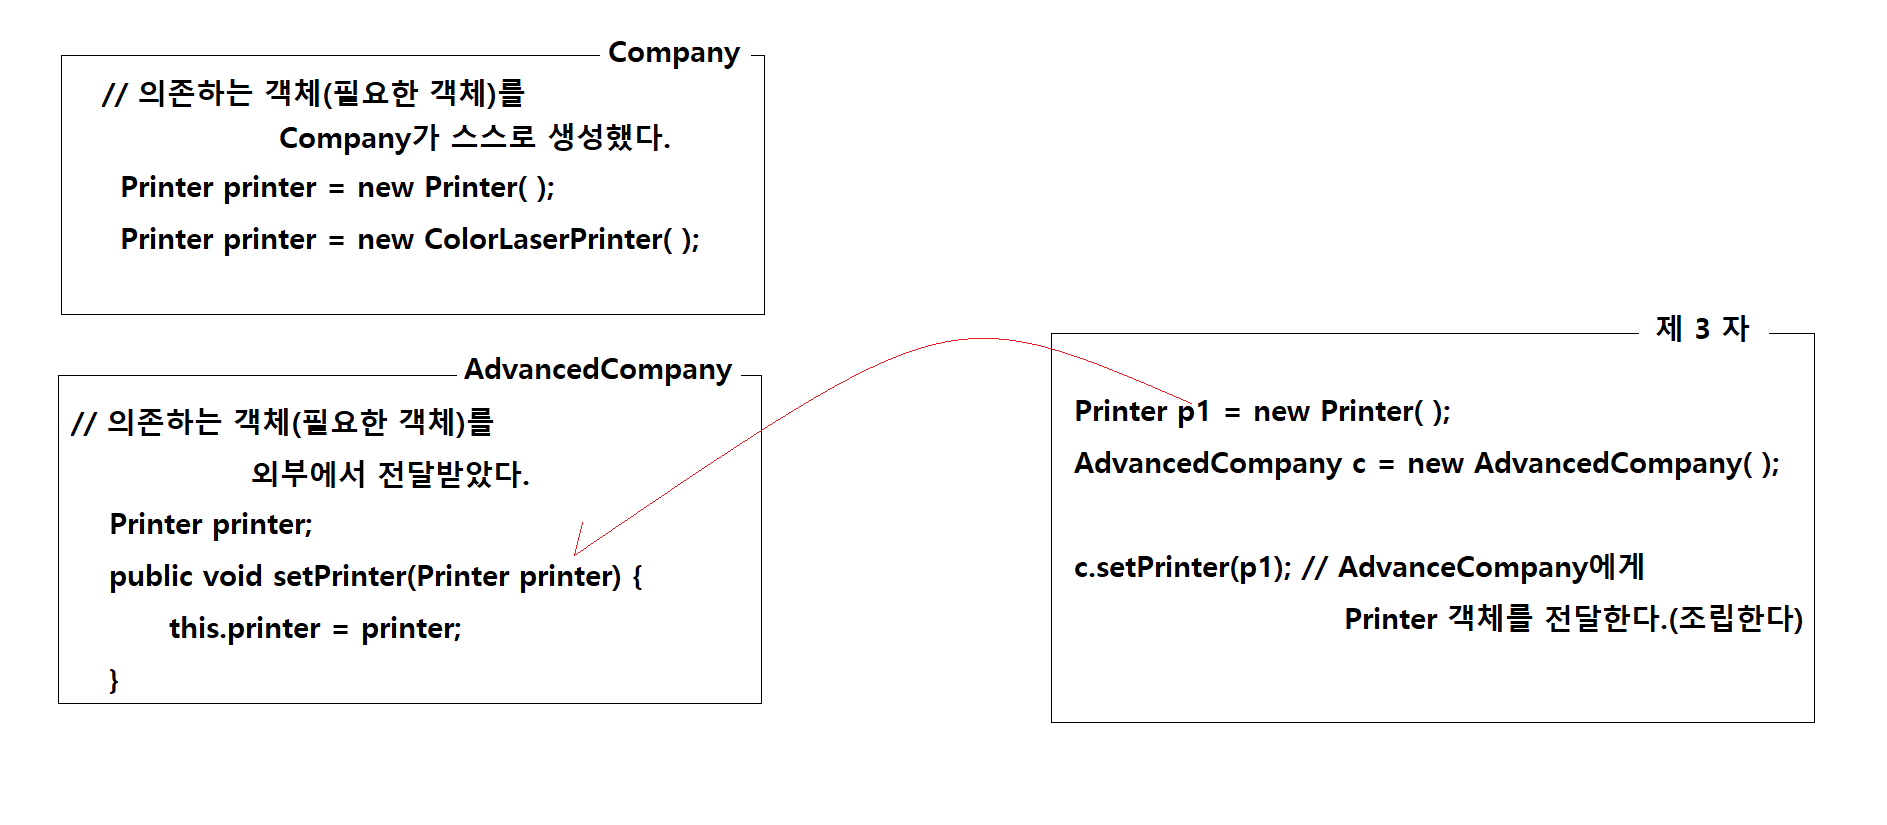 Company
// 의존하는 객체(필요한 객체)를
Company가 스스로 생성했다.
Printer printer = new Printer( );
Printer printer = new ColorLaserPrinter( );
AdvancedCompany
// 의존하는 객체(필요한 객체)를
외부에서 전달받았다.
Printer printer;
public void setPrinter(Printer printer) {
this.printer = printer;
}
제 3 자
Printer p1 = new Printer( );
AdvancedCompany c = new AdvancedCompany( );
c.setPrinter(p1); // AdvanceCompany에게
Printer 객체를 전달한다.(조립한다)